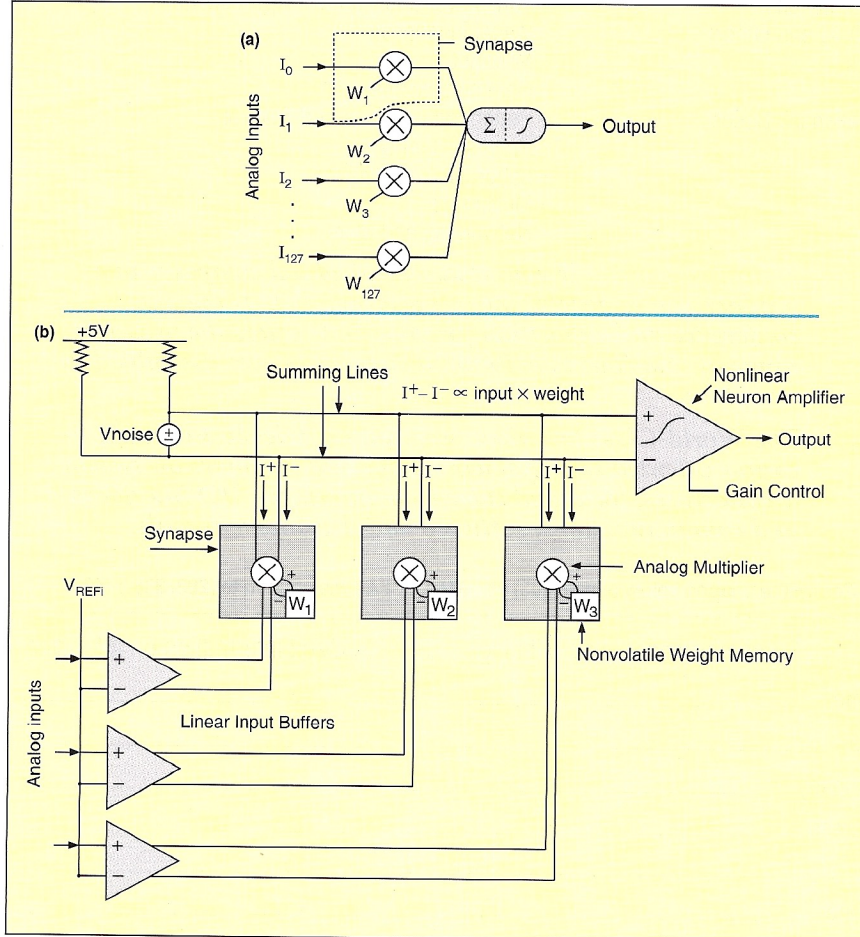 (a)
Synapse
I0
W1
I1
W2
I2
W3
I127
W127
Analog Inputs
Σ
Output
(b)
+5V
Summing Lines
I+ – I– ∝ input × weight
Nonlinear
Neuron Amplifier
Vnoise
±
+
–
Output
Gain Control
I+ I–
I+ I–
I+ I–
Synapse
+
–
W1
+
–
W2
+
–
W3
Analog Multiplier
Nonvolatile Weight Memory
VREFi
+
–
Linear Input Buffers
+
–
+
–
Analog inputs